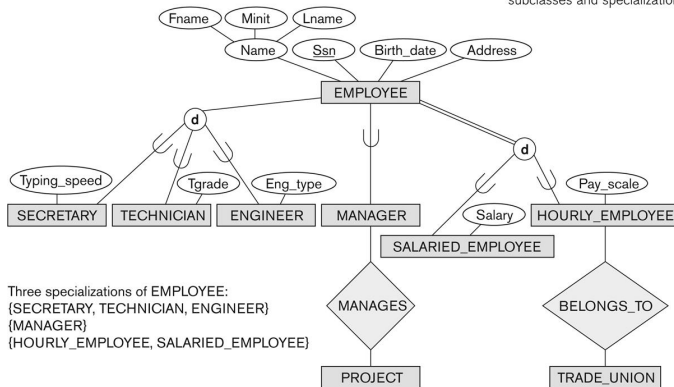 subclasses and specialization
Fname Minit Lname
Name Ssn Birth_date Address
EMPLOYEE
d
d
Typing_speed Tgrade Eng_type Pay_scale
SECRETARY TECHNICIAN ENGINEER MANAGER Salary HOURLY_EMPLOYEE
SALARIED_EMPLOYEE
Three specializations of EMPLOYEE:
{SECRETARY, TECHNICIAN, ENGINEER}
{MANAGER}
{HOURLY_EMPLOYEE, SALARIED_EMPLOYEE}
MANAGES BELONGS_TO
PROJECT TRADE_UNION